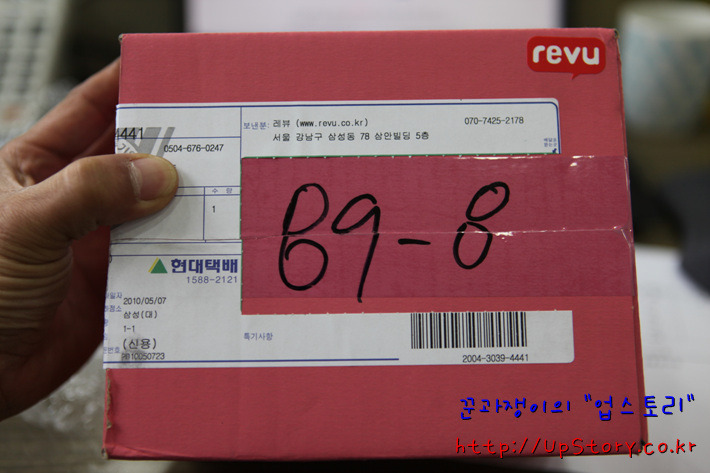 revu
4441
보낸분: 레뷰 (www.revu.co.kr) 070-7425-2178
서울 강남구 삼성동 78 삼안빌딩 5층
0504-676-0247
수 량
1
B9-8
현대택배
1588-2121
2010/05/07
삼성(대)
1-1
특기사항
(신용)
2004-3039-4441
꾼과쟁이의 "업스토리"
http://UpStory.co.kr